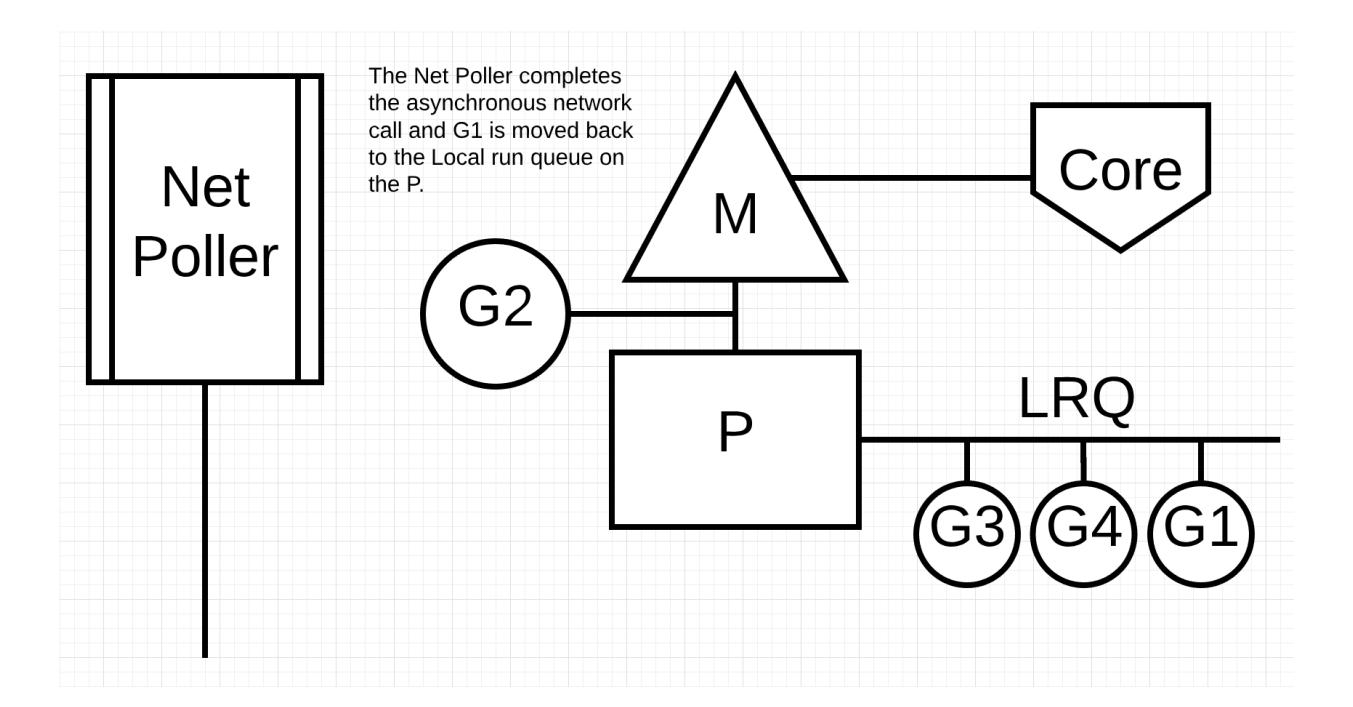 Net
Poller
The Net Poller completes
the asynchronous network
call and G1 is moved back
to the Local run queue on
the P.
M
Core
G2
P
LRQ
G3 G4 G1